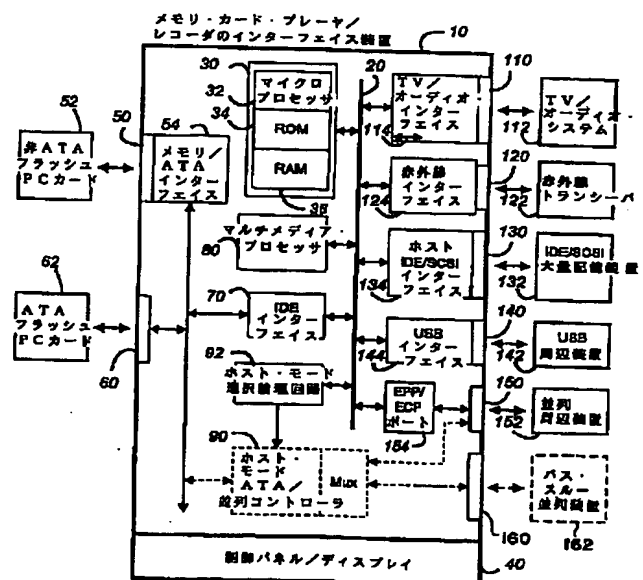 メモリ・カード・プレーヤ/
レコーダのインターフェイス装置
10
52
非ATA
フラッシュ
PCカード
50
54
メモリ/
ATA
インター
フェイス
30
32
34
マイクロ
プロセッサ
ROM
RAM
36
20
TV/
オーディオ・
インター
フェイス
114
110
TV/
オーディオ・
システム
112
赤外線
インター
フェイス
124
120
赤外線
トランシーバ
122
マルチメディア・
プロセッサ
80
ホスト
IDE/SCSI
インター
フェイス
134
130
IDE/SCSI
大量記憶装置
132
62
ATA
フラッシュ
PCカード
60
70
IDE
インター
フェイス
USB
インター
フェイス
144
140
USB
周辺装置
142
92
ホスト・モード
選択論理回路
EPP/
ECP
ポート
154
150
並列
周辺装置
152
90
ホスト・
モード
ATA/
並列コントローラ
Mux
160
パス・
スルー
並列装置
162
制御パネル/ディスプレイ
40